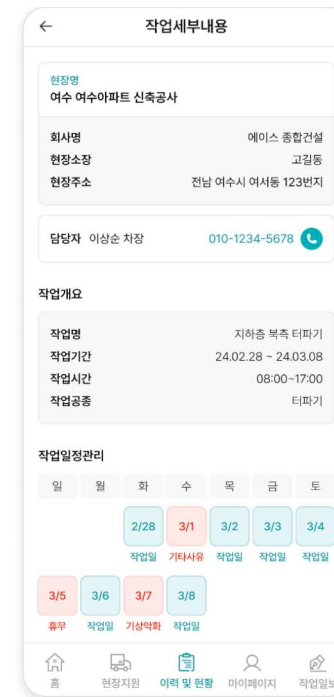 작업세부내용
현장명
여수 여수아파트 신축공사
회사명 에이스 종합건설
현장소장 고길동
현장주소 전남 여수시 여서동 123번지
담당자 이상순 차장 010-1234-5678
작업개요
작업명 지하층 북측 터파기
작업기간 24.02.28 ~ 24.03.08
작업시간 08:00~17:00
작업공종 터파기
작업일정관리
일 월 화 수 목 금 토
2/28 3/1 3/2 3/3 3/4
작업일 기타사유 작업일 작업일 작업일
3/5 3/6 3/7 3/8
휴무 작업일 기상악화 작업일
홈 현장지원 이력 및 현황 마이페이지 작업일보